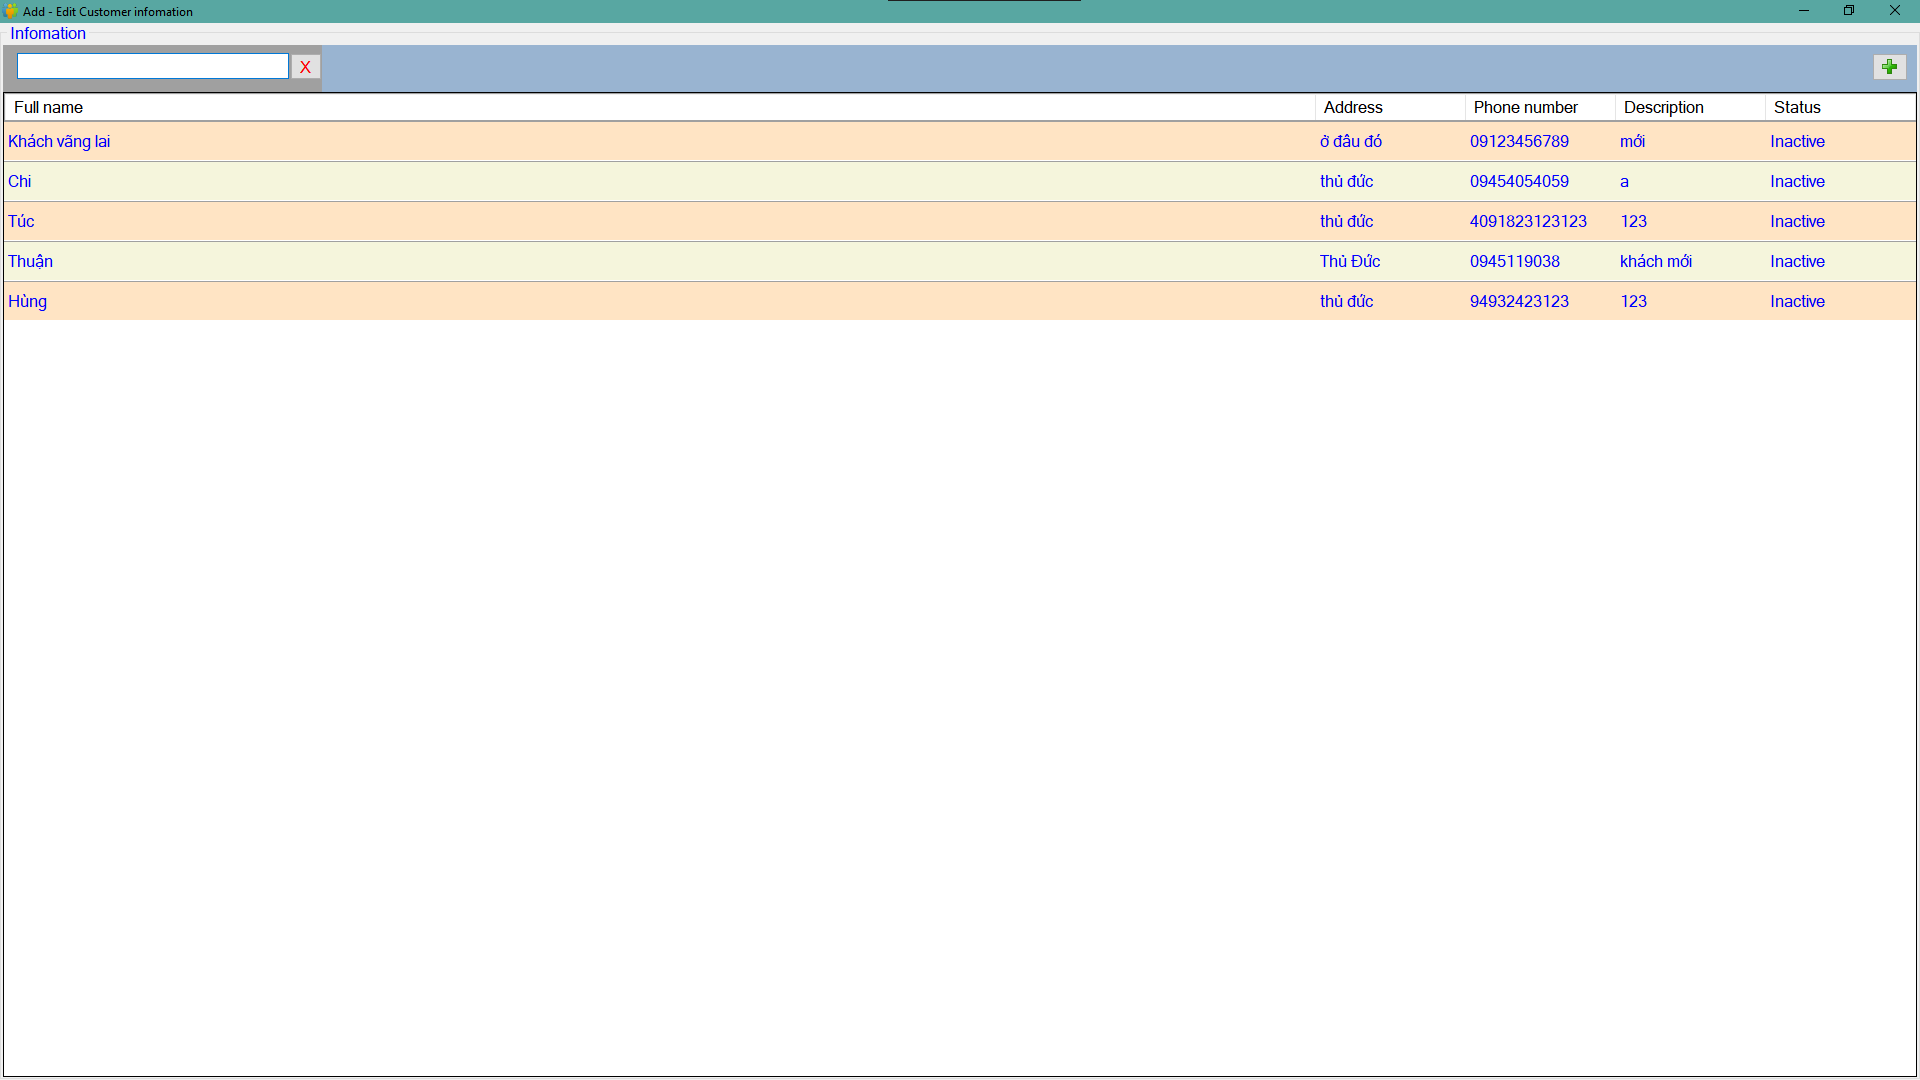 Add - Edit Customer infomation
Infomation
X
Full name Address Phone number Description Status
Khách vãng lai ở đâu đó 09123456789 mới Inactive
Chi thủ đức 09454054059 a Inactive
Túc thủ đức 4091823123123 123 Inactive
Thuận Thủ Đức 0945119038 khách mới Inactive
Hùng thủ đức 94932423123 123 Inactive